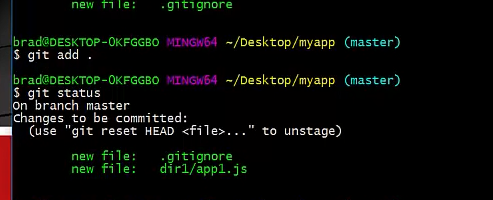 new file: .gitignore
brad@DESKTOP-0KFGGBO MINGW64 ~/Desktop/myapp (master)
$ git add .
brad@DESKTOP-0KFGGBO MINGW64 ~/Desktop/myapp (master)
$ git status
On branch master
Changes to be committed:
(use "git reset HEAD <file>..." to unstage)
new file: .gitignore
new file: dir1/app1.js